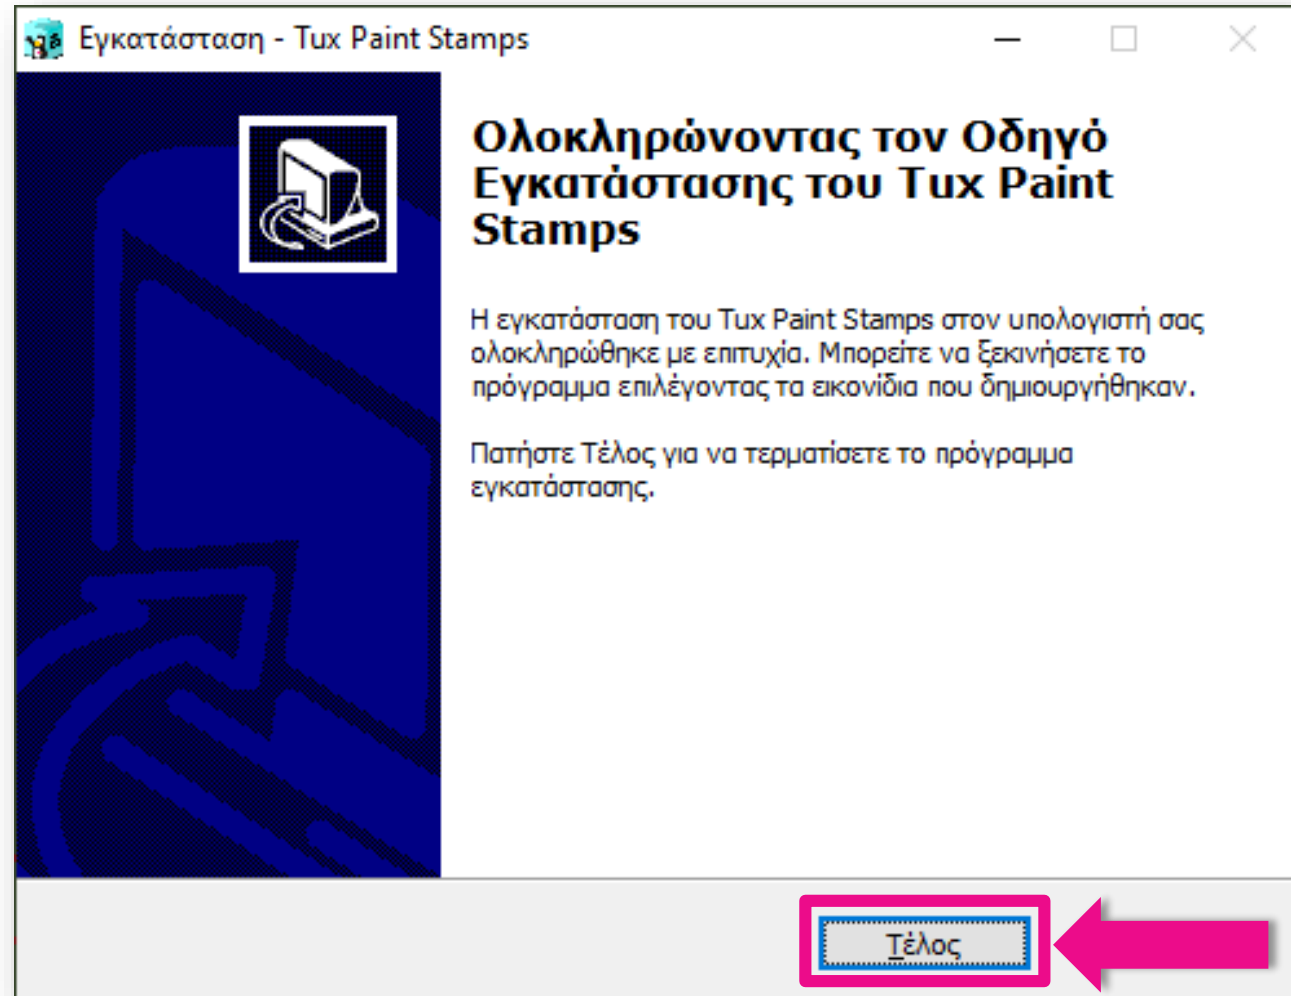 Εγκατάσταση - Tux Paint Stamps
Ολοκληρώνοντας τον Οδηγό
Εγκατάστασης του Tux Paint
Stamps
Η εγκατάσταση του Tux Paint Stamps στον υπολογιστή σας
ολοκληρώθηκε με επιτυχία. Μπορείτε να ξεκινήσετε το
πρόγραμμα επιλέγοντας τα εικονίδια που δημιουργήθηκαν.
Πατήστε Τέλος για να τερματίσετε το πρόγραμμα
εγκατάστασης.
Τέλος